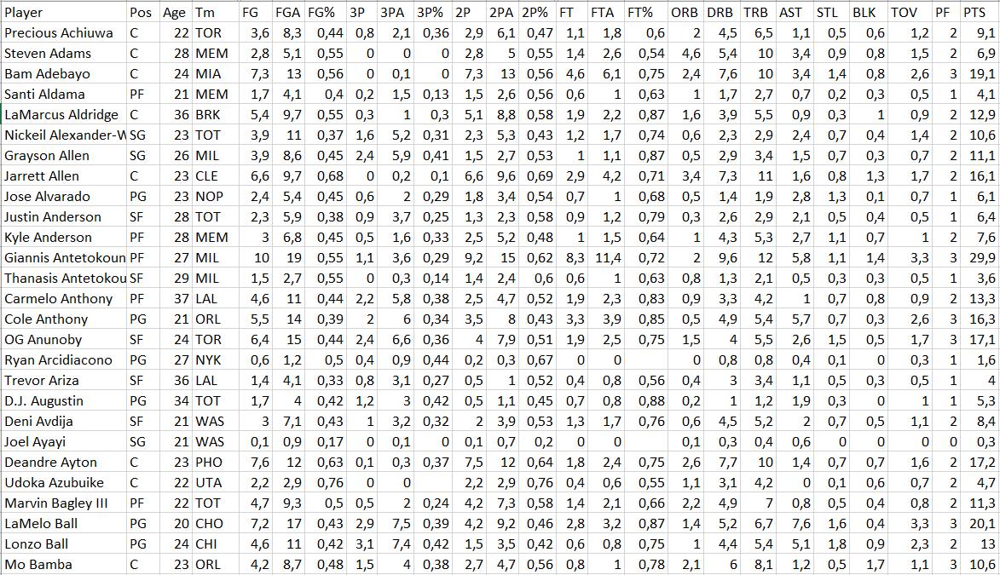 Player Pos Age Tm FG FGA FG% 3P 3PA 3P% 2P 2PA 2P% FT FTA FT% ORB DRB TRB AST STL BLK TOV PF PTS
Precious Achiuwa C 22 TOR 3,6 8,3 0,44 0,8 2,1 0,36 2,9 6,1 0,47 1,1 1,8 0,6 2 4,5 6,5 1,1 0,5 0,6 1,2 2 9,1
Steven Adams C 28 MEM 2,8 5,1 0,55 0 0 0 2,8 5 0,55 1,4 2,6 0,54 4,6 5,4 10 3,4 0,9 0,8 1,5 2 6,9
Bam Adebayo C 24 MIA 7,3 13 0,56 0 0,1 0 7,3 13 0,56 4,6 6,1 0,75 2,4 7,6 10 3,4 1,4 0,8 2,6 3 19,1
Santi Aldama PF 21 MEM 1,7 4,1 0,4 0,2 1,5 0,13 1,5 2,6 0,56 0,6 1 0,63 1 1,7 2,7 0,7 0,2 0,3 0,5 1 4,1
LaMarcus Aldridge C 36 BRK 5,4 9,7 0,55 0,3 1 0,3 5,1 8,8 0,58 1,9 2,2 0,87 1,6 3,9 5,5 0,9 0,3 1 0,9 2 12,9
Nickeil Alexander-W SG 23 TOT 3,9 11 0,37 1,6 5,2 0,31 2,3 5,3 0,43 1,2 1,7 0,74 0,6 2,3 2,9 2,4 0,7 0,4 1,4 2 10,6
Grayson Allen SG 26 MIL 3,9 8,6 0,45 2,4 5,9 0,41 1,5 2,7 0,53 1 1,1 0,87 0,5 2,9 3,4 1,5 0,7 0,3 0,7 2 11,1
Jarrett Allen C 23 CLE 6,6 9,7 0,68 0 0,2 0,1 6,6 9,6 0,69 2,9 4,2 0,71 3,4 7,3 11 1,6 0,8 1,3 1,7 2 16,1
Jose Alvarado PG 23 NOP 2,4 5,4 0,45 0,6 2 0,29 1,8 3,4 0,54 0,7 1 0,68 0,5 1,4 1,9 2,8 1,3 0,1 0,7 1 6,1
Justin Anderson SF 28 TOT 2,3 5,9 0,38 0,9 3,7 0,25 1,3 2,3 0,58 0,9 1,2 0,79 0,3 2,6 2,9 2,1 0,5 0,4 0,5 1 6,4
Kyle Anderson PF 28 MEM 3 6,8 0,45 0,5 1,6 0,33 2,5 5,2 0,48 1 1,5 0,64 1 4,3 5,3 2,7 1,1 0,7 1 2 7,6
Giannis Antetokoun PF 27 MIL 10 19 0,55 1,1 3,6 0,29 9,2 15 0,62 8,3 11,4 0,72 2 9,6 12 5,8 1,1 1,4 3,3 3 29,9
Thanasis Antetokou SF 29 MIL 1,5 2,7 0,55 0 0,3 0,14 1,4 2,4 0,6 0,6 1 0,63 0,8 1,3 2,1 0,5 0,3 0,3 0,5 1 3,6
Carmelo Anthony PF 37 LAL 4,6 11 0,44 2,2 5,8 0,38 2,5 4,7 0,52 1,9 2,3 0,83 0,9 3,3 4,2 1 0,7 0,8 0,9 2 13,3
Cole Anthony PG 21 ORL 5,5 14 0,39 2 6 0,34 3,5 8 0,43 3,3 3,9 0,85 0,5 4,9 5,4 5,7 0,7 0,3 2,6 3 16,3
OG Anunoby SF 24 TOR 6,4 15 0,44 2,4 6,6 0,36 4 7,9 0,51 1,9 2,5 0,75 1,5 4 5,5 2,6 1,5 0,5 1,7 3 17,1
Ryan Arcidiacono PG 27 NYK 0,6 1,2 0,5 0,4 0,9 0,44 0,2 0,3 0,67 0 0 0 0,8 0,8 0,4 0,1 0 0,3 1 1,6
Trevor Ariza SF 36 LAL 1,4 4,1 0,33 0,8 3,1 0,27 0,5 1 0,52 0,4 0,8 0,56 0,4 3 3,4 1,1 0,5 0,3 0,5 1 4
D.J. Augustin PG 34 TOT 1,7 4 0,42 1,2 3 0,42 0,5 1,1 0,45 0,7 0,8 0,88 0,2 1 1,2 1,9 0,3 0 1 1 5,3
Deni Avdija SF 21 WAS 3 7,1 0,43 1 3,2 0,32 2 3,9 0,53 1,3 1,7 0,76 0,6 4,5 5,2 2 0,7 0,5 1,1 2 8,4
Joel Ayayi SG 21 WAS 0,1 0,9 0,17 0 0,1 0 0,1 0,7 0,2 0 0 0,1 0,3 0,4 0,6 0 0 0 0 0,3
Deandre Ayton C 23 PHO 7,6 12 0,63 0,1 0,3 0,37 7,5 12 0,64 1,8 2,4 0,75 2,6 7,7 10 1,4 0,7 0,7 1,6 2 17,2
Udoka Azubuike C 22 UTA 2,2 2,9 0,76 0 0 2,2 2,9 0,76 0,4 0,6 0,55 1,1 3,1 4,2 0 0,1 0,6 0,7 2 4,7
Marvin Bagley III PF 22 TOT 4,7 9,3 0,5 0,5 2 0,24 4,2 7,3 0,58 1,4 2,1 0,66 2,2 4,9 7 0,8 0,5 0,4 0,8 2 11,3
LaMelo Ball PG 20 CHO 7,2 17 0,43 2,9 7,5 0,39 4,2 9,2 0,46 2,8 3,2 0,87 1,4 5,2 6,7 7,6 1,6 0,4 3,3 3 20,1
Lonzo Ball PG 24 CHI 4,6 11 0,42 3,1 7,4 0,42 1,5 3,5 0,42 0,6 0,8 0,75 1 4,4 5,4 5,1 1,8 0,9 2,3 2 13
Mo Bamba C 23 ORL 4,2 8,7 0,48 1,5 4 0,38 2,7 4,7 0,56 0,8 1 0,78 2,1 6 8,1 1,2 0,5 1,7 1,1 3 10,6